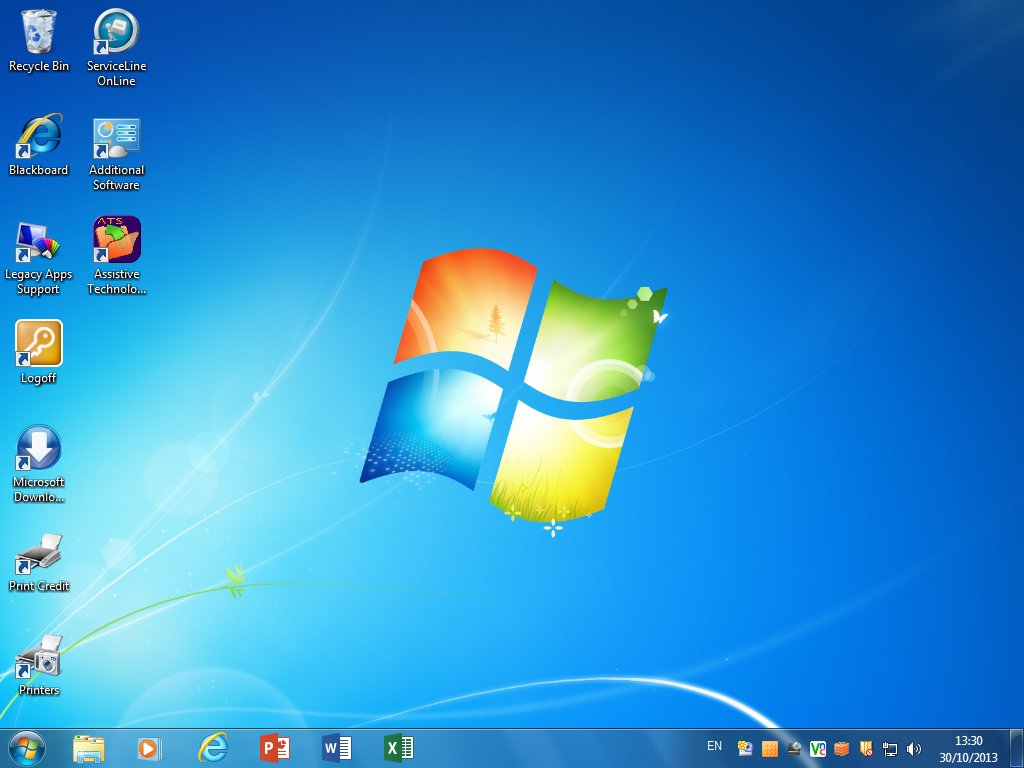 Recycle Bin
ServiceLine
OnLine
Blackboard
Additional
Software
Legacy Apps
Support
ATS
Assistive
Technolo...
Logoff
Microsoft
Downlo...
Print Credit
Printers
EN
13:30
30/10/2013